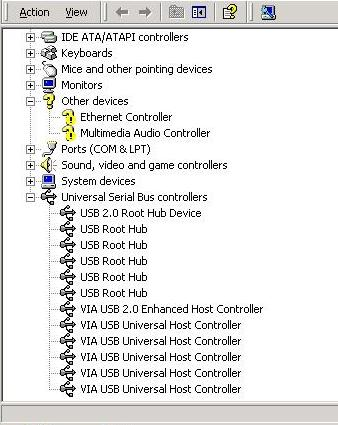 Action View
IDE ATA/ATAPI controllers
Keyboards
Mice and other pointing devices
Monitors
Other devices
Ethernet Controller
Multimedia Audio Controller
Ports (COM & LPT)
Sound, video and game controllers
System devices
Universal Serial Bus controllers
USB 2.0 Root Hub Device
USB Root Hub
USB Root Hub
USB Root Hub
USB Root Hub
USB Root Hub
VIA USB 2.0 Enhanced Host Controller
VIA USB Universal Host Controller
VIA USB Universal Host Controller
VIA USB Universal Host Controller
VIA USB Universal Host Controller
VIA USB Universal Host Controller